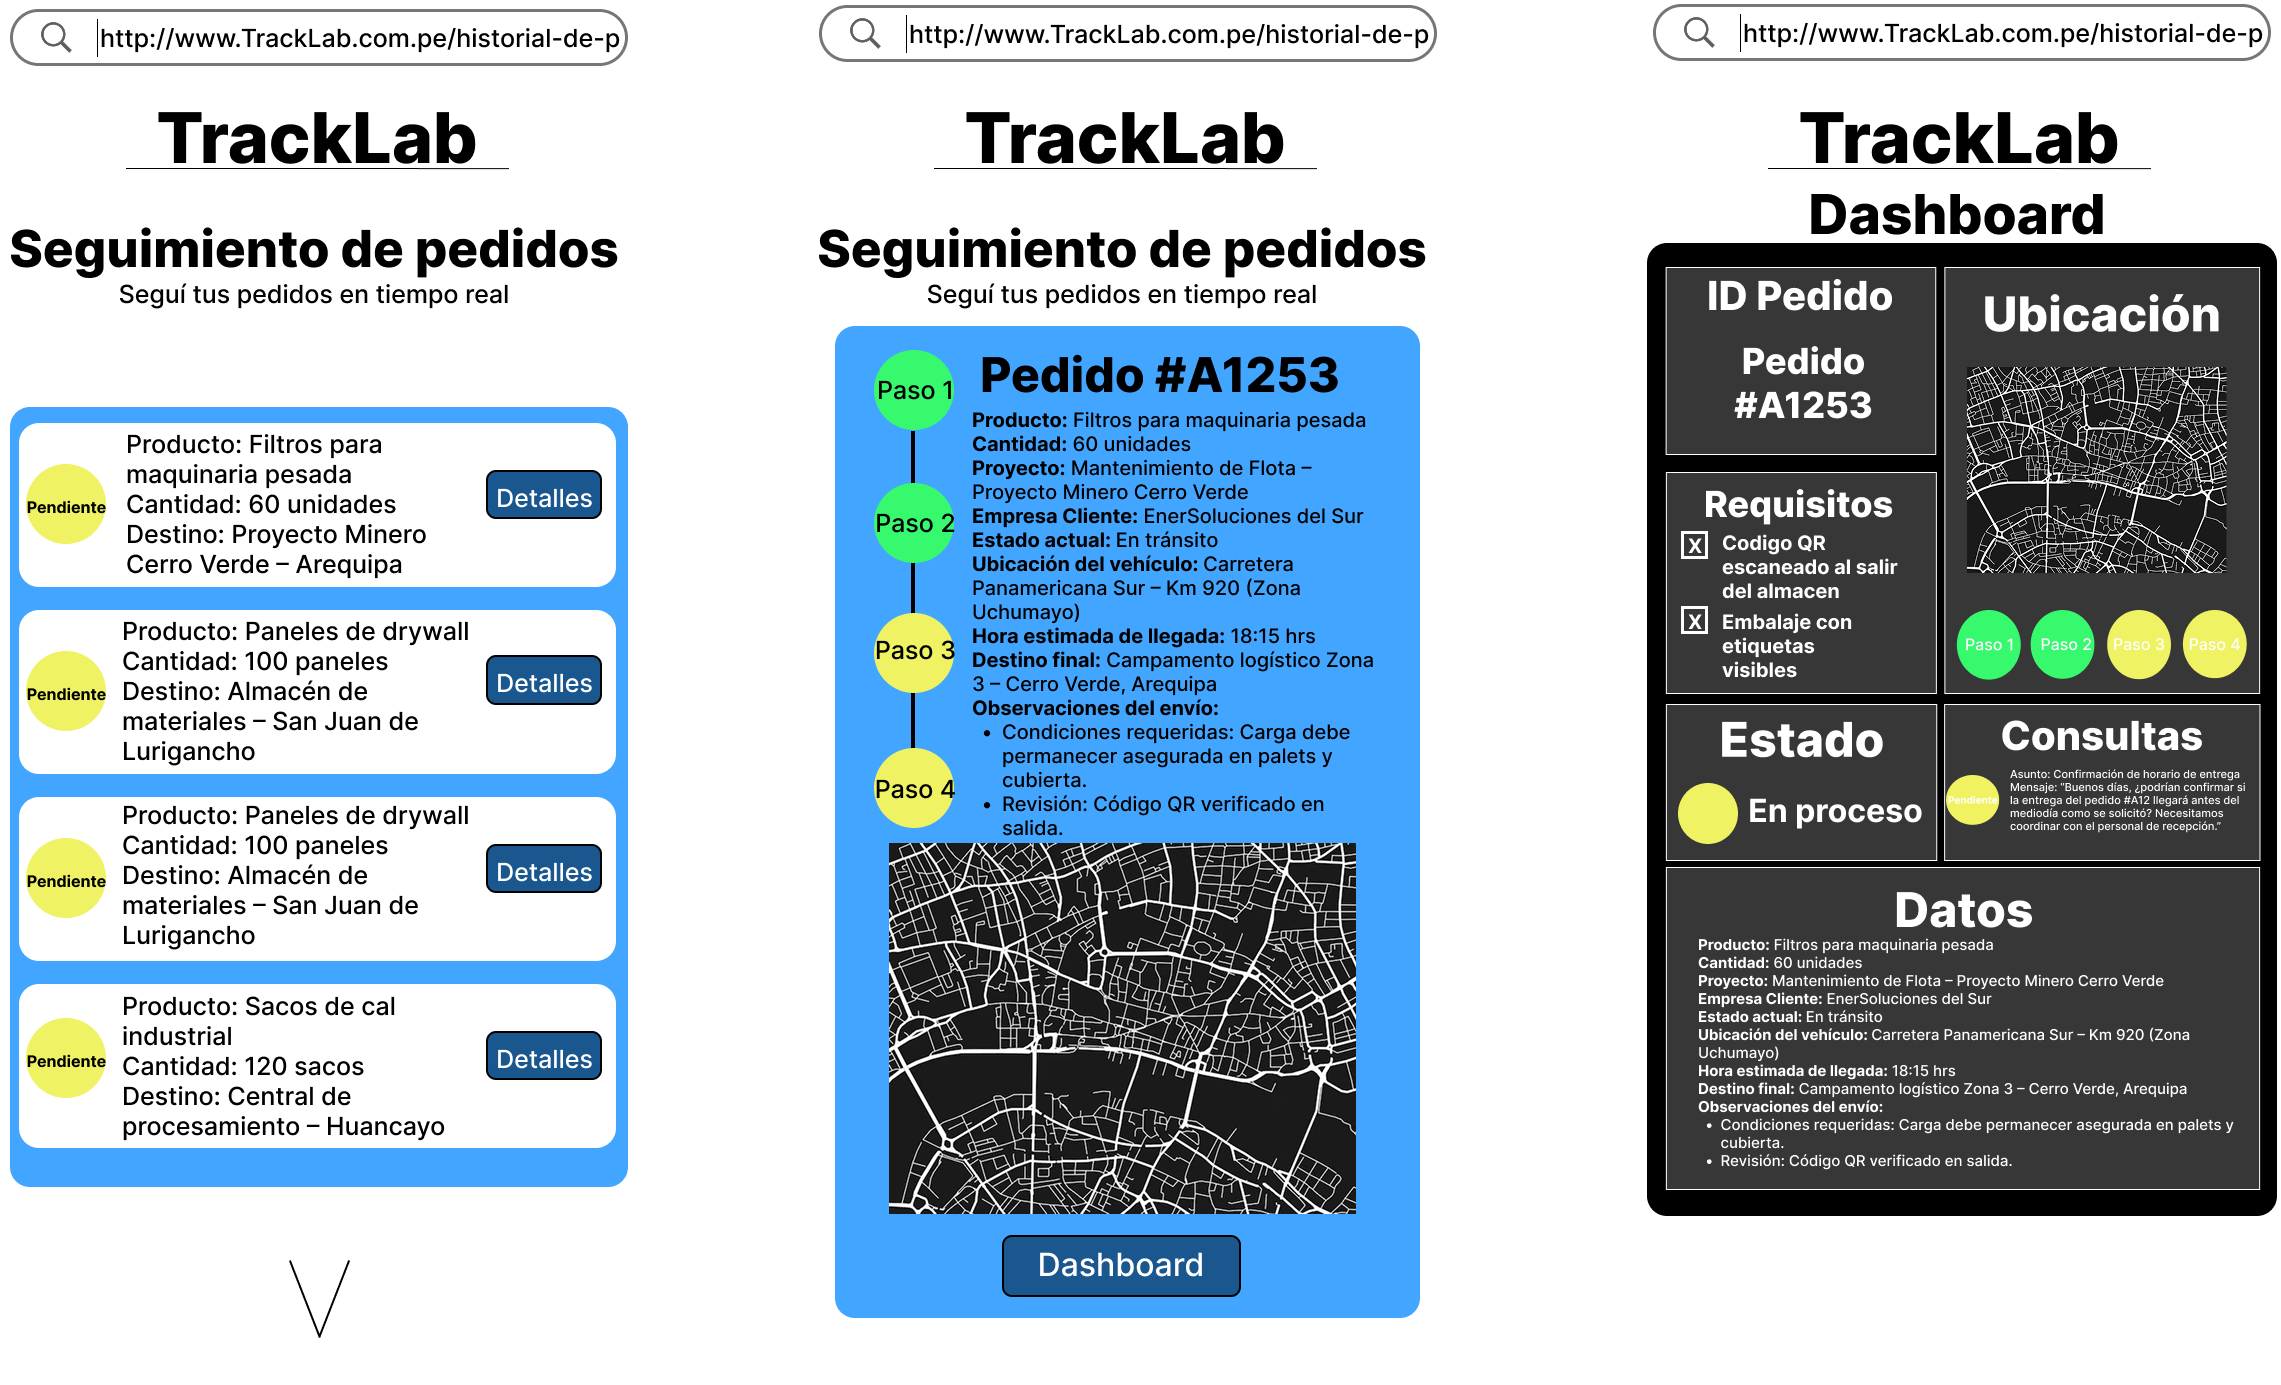 http://www.TrackLab.com.pe/historial-de-p
TrackLab
Seguimiento de pedidos
Seguí tus pedidos en tiempo real
Pendiente
Producto: Filtros para
maquinaria pesada
Cantidad: 60 unidades
Destino: Proyecto Minero
Cerro Verde – Arequipa
Detalles
Pendiente
Producto: Paneles de drywall
Cantidad: 100 paneles
Destino: Almacén de
materiales – San Juan de
Lurigancho
Detalles
Pendiente
Producto: Paneles de drywall
Cantidad: 100 paneles
Destino: Almacén de
materiales – San Juan de
Lurigancho
Detalles
Pendiente
Producto: Sacos de cal
industrial
Cantidad: 120 sacos
Destino: Central de
procesamiento – Huancayo
Detalles
http://www.TrackLab.com.pe/historial-de-p
TrackLab
Seguimiento de pedidos
Seguí tus pedidos en tiempo real
Paso 1
Paso 2
Paso 3
Paso 4
Pedido #A1253
Producto: Filtros para maquinaria pesada
Cantidad: 60 unidades
Proyecto: Mantenimiento de Flota –
Proyecto Minero Cerro Verde
Empresa Cliente: EnerSoluciones del Sur
Estado actual: En tránsito
Ubicación del vehículo: Carretera
Panamericana Sur – Km 920 (Zona
Uchumayo)
Hora estimada de llegada: 18:15 hrs
Destino final: Campamento logístico Zona
3 – Cerro Verde, Arequipa
Observaciones del envío:
• Condiciones requeridas: Carga debe
permanecer asegurada en palets y
cubierta.
• Revisión: Código QR verificado en
salida.
Dashboard
http://www.TrackLab.com.pe/historial-de-p
TrackLab
Dashboard
ID Pedido
Pedido
#A1253
Ubicación
Paso 1
Paso 2
Paso 3
Paso 4
Requisitos
X
Codigo QR
escaneado al salir
del almacen
X
Embalaje con
etiquetas
visibles
Estado
En proceso
Consultas
Pendiente
Asunto: Confirmación de horario de entrega
Mensaje: "Buenos días, ¿podrían confirmar si
la entrega del pedido #A12 llegará antes del
mediodía como se solicitó? Necesitamos
coordinar con el personal de recepción."
Datos
Producto: Filtros para maquinaria pesada
Cantidad: 60 unidades
Proyecto: Mantenimiento de Flota – Proyecto Minero Cerro Verde
Empresa Cliente: EnerSoluciones del Sur
Estado actual: En tránsito
Ubicación del vehículo: Carretera Panamericana Sur – Km 920 (Zona
Uchumayo)
Hora estimada de llegada: 18:15 hrs
Destino final: Campamento logístico Zona 3 – Cerro Verde, Arequipa
Observaciones del envío:
• Condiciones requeridas: Carga debe permanecer asegurada en palets y
cubierta.
• Revisión: Código QR verificado en salida.